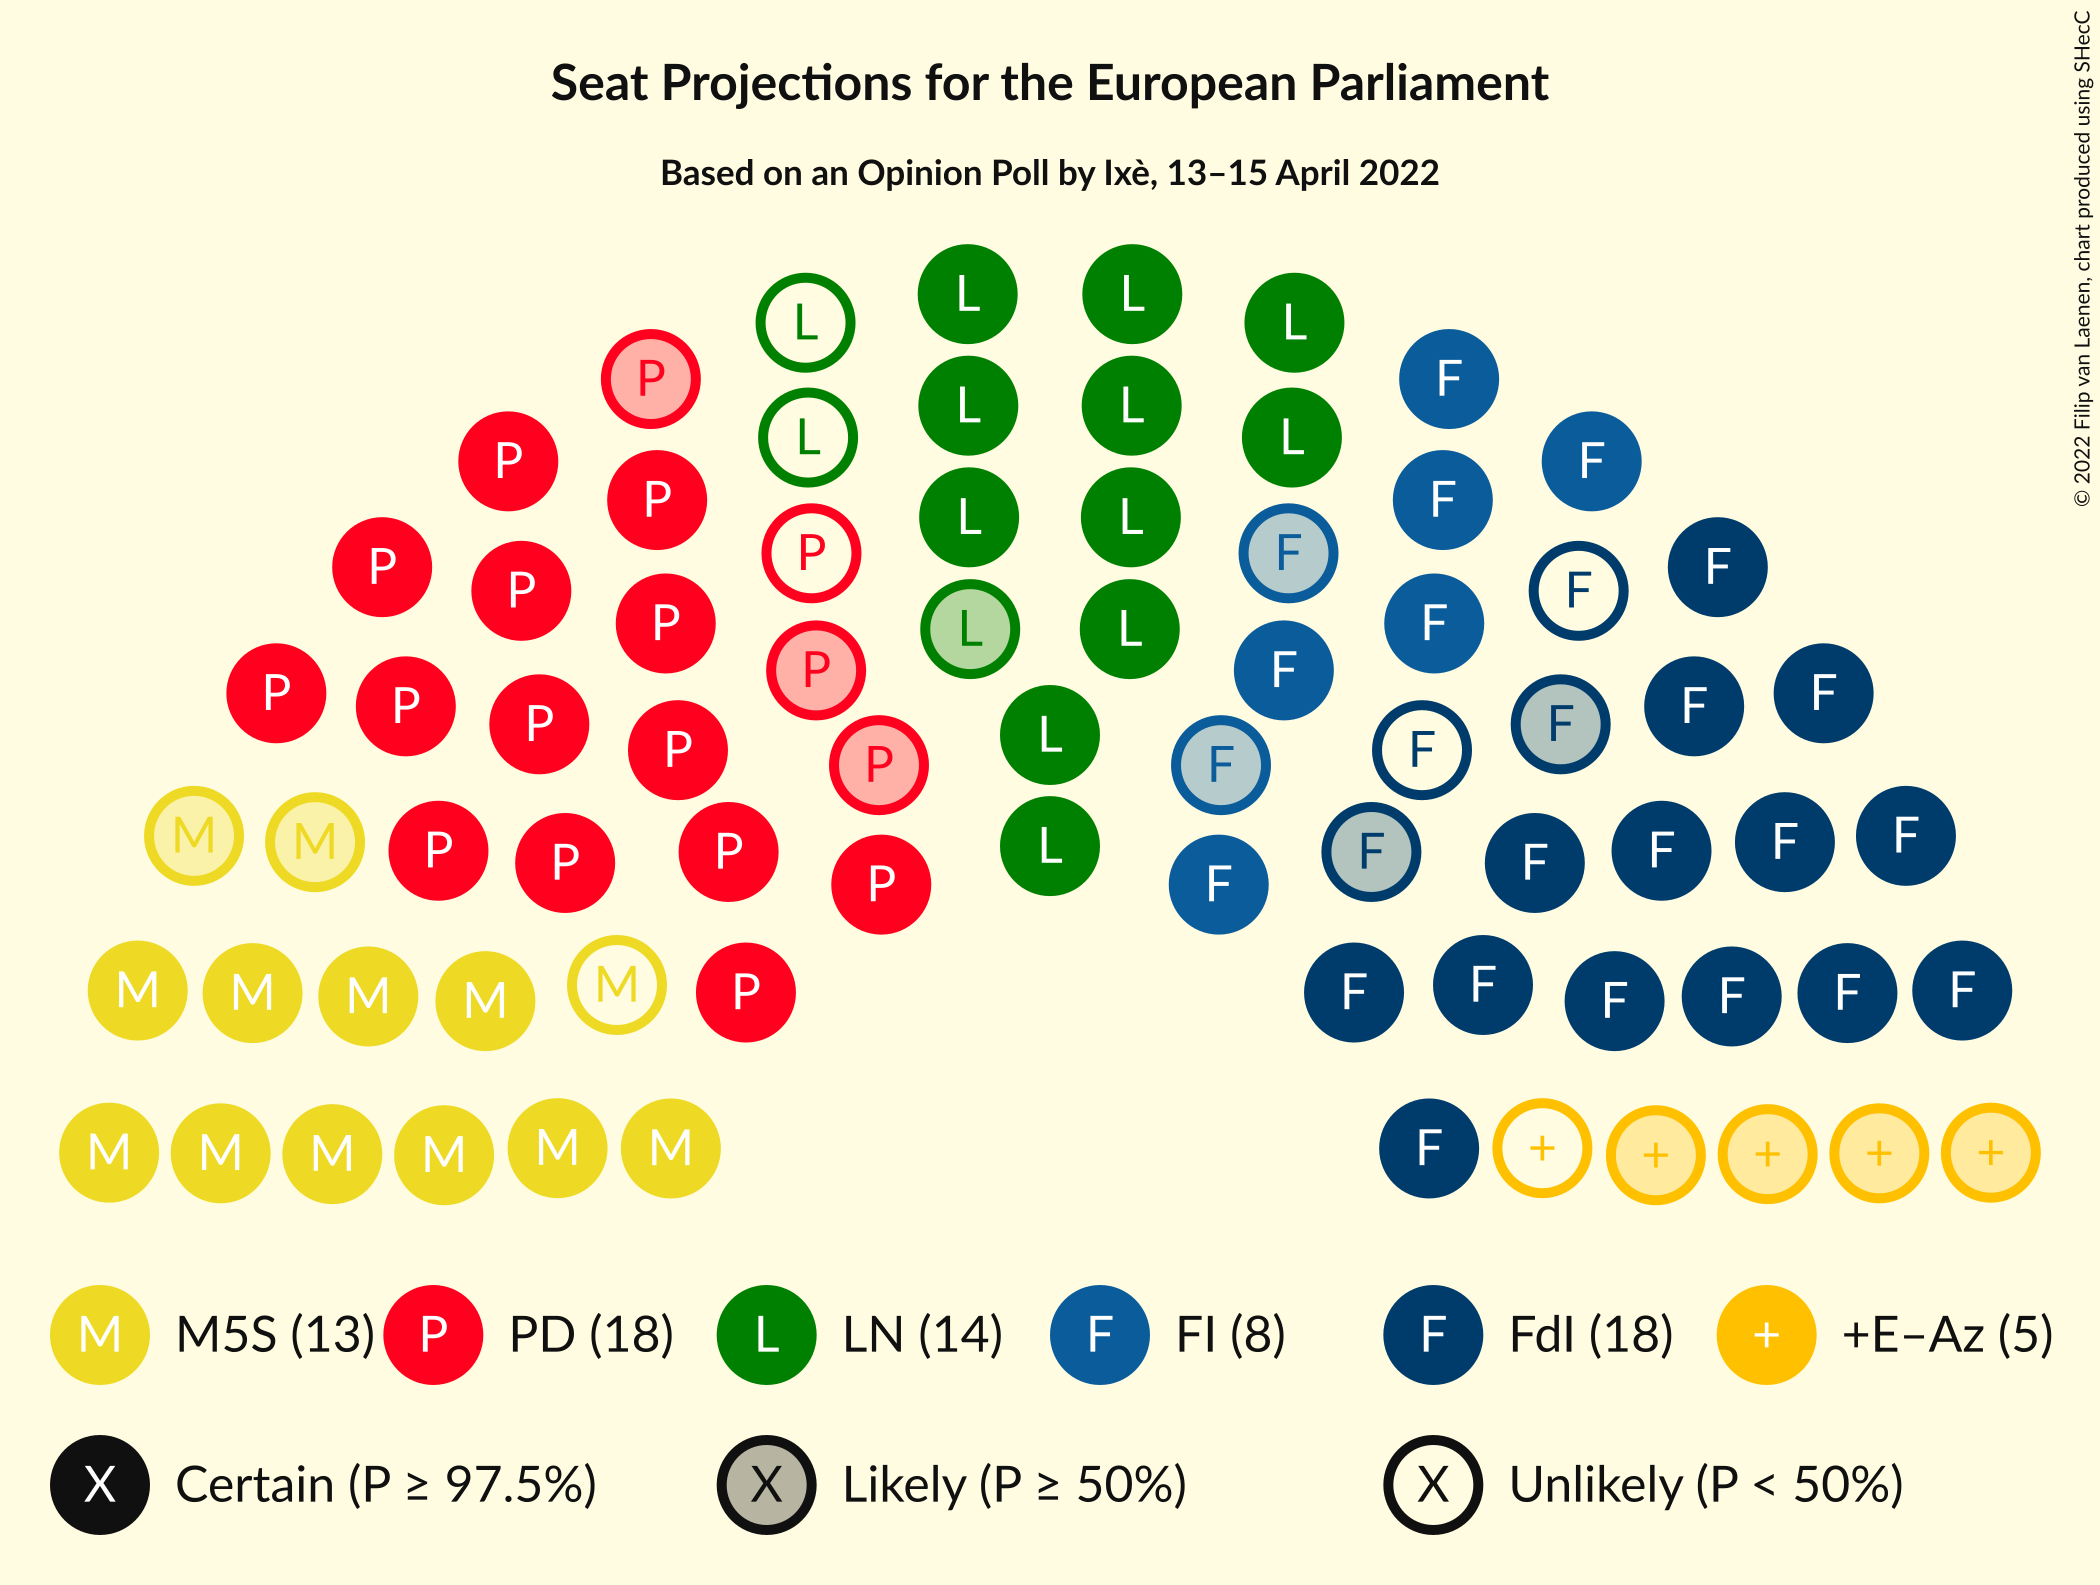 Seat Projections for the European Parliament
Based on an Opinion Poll by Ixè, 13–15 April 2022
© 2022 Filip van Laenen, chart produced using SHecC
L L
L L
P F
L L
P L L F
P F
L L
P F F
P P F F
P F
P L L F
P P F
P P F F
P P F F
L
P F
M F
M P P L F F F F
P F
P F
M M M M M P F F F F F F
M M M M M M F + + + + +
M M5S (13) P PD (18) L LN (14) F FI (8) F FdI (18) + +E–Az (5)
X Certain (P ≥ 97.5%) X Likely (P ≥ 50%) X Unlikely (P < 50%)